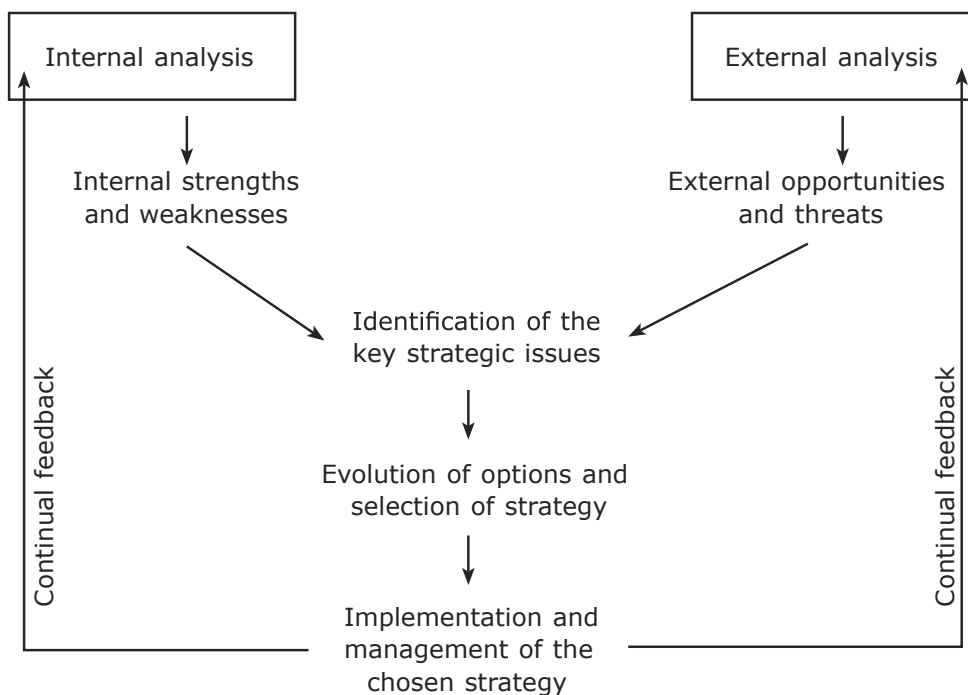 Internal analysis
External analysis
Internal strengths
and weaknesses
External opportunities
and threats
Identification of the
key strategic issues
Evolution of options and
selection of strategy
Implementation and
management of the
chosen strategy
Continual feedback
Continual feedback